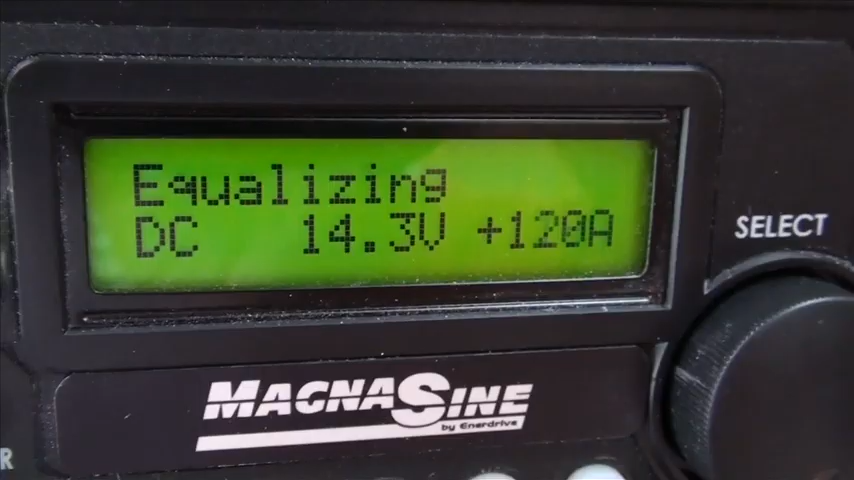 Equalizing
DC 14.3V +120A
SELECT
MAGNASINE
by Enerdrive
R